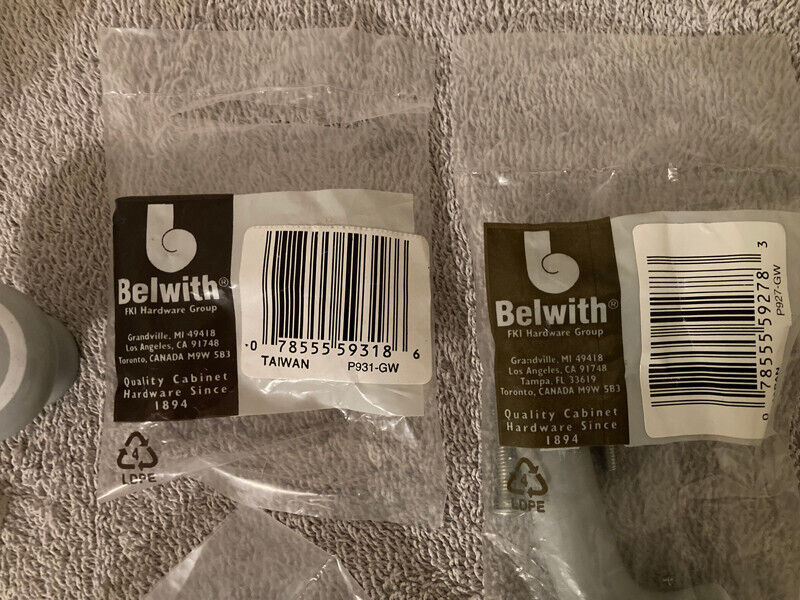 Belwith®
FKI Hardware Group
Grandville, MI 49418
Los Angeles, CA 91748
Toronto, CANADA M9W 5B3
Quality Cabinet
Hardware Since
1894
0 78555 59318 6
TAIWAN P931-GW
4
LDPE
Belwith®
FKI Hardware Group
Grandville, MI 49418
Los Angeles, CA 91748
Tampa, FL 33619
Toronto, CANADA M9W 5B3
Quality Cabinet
Hardware Since
1894
0 78555 59278 3
P927-GW
4
LDPE